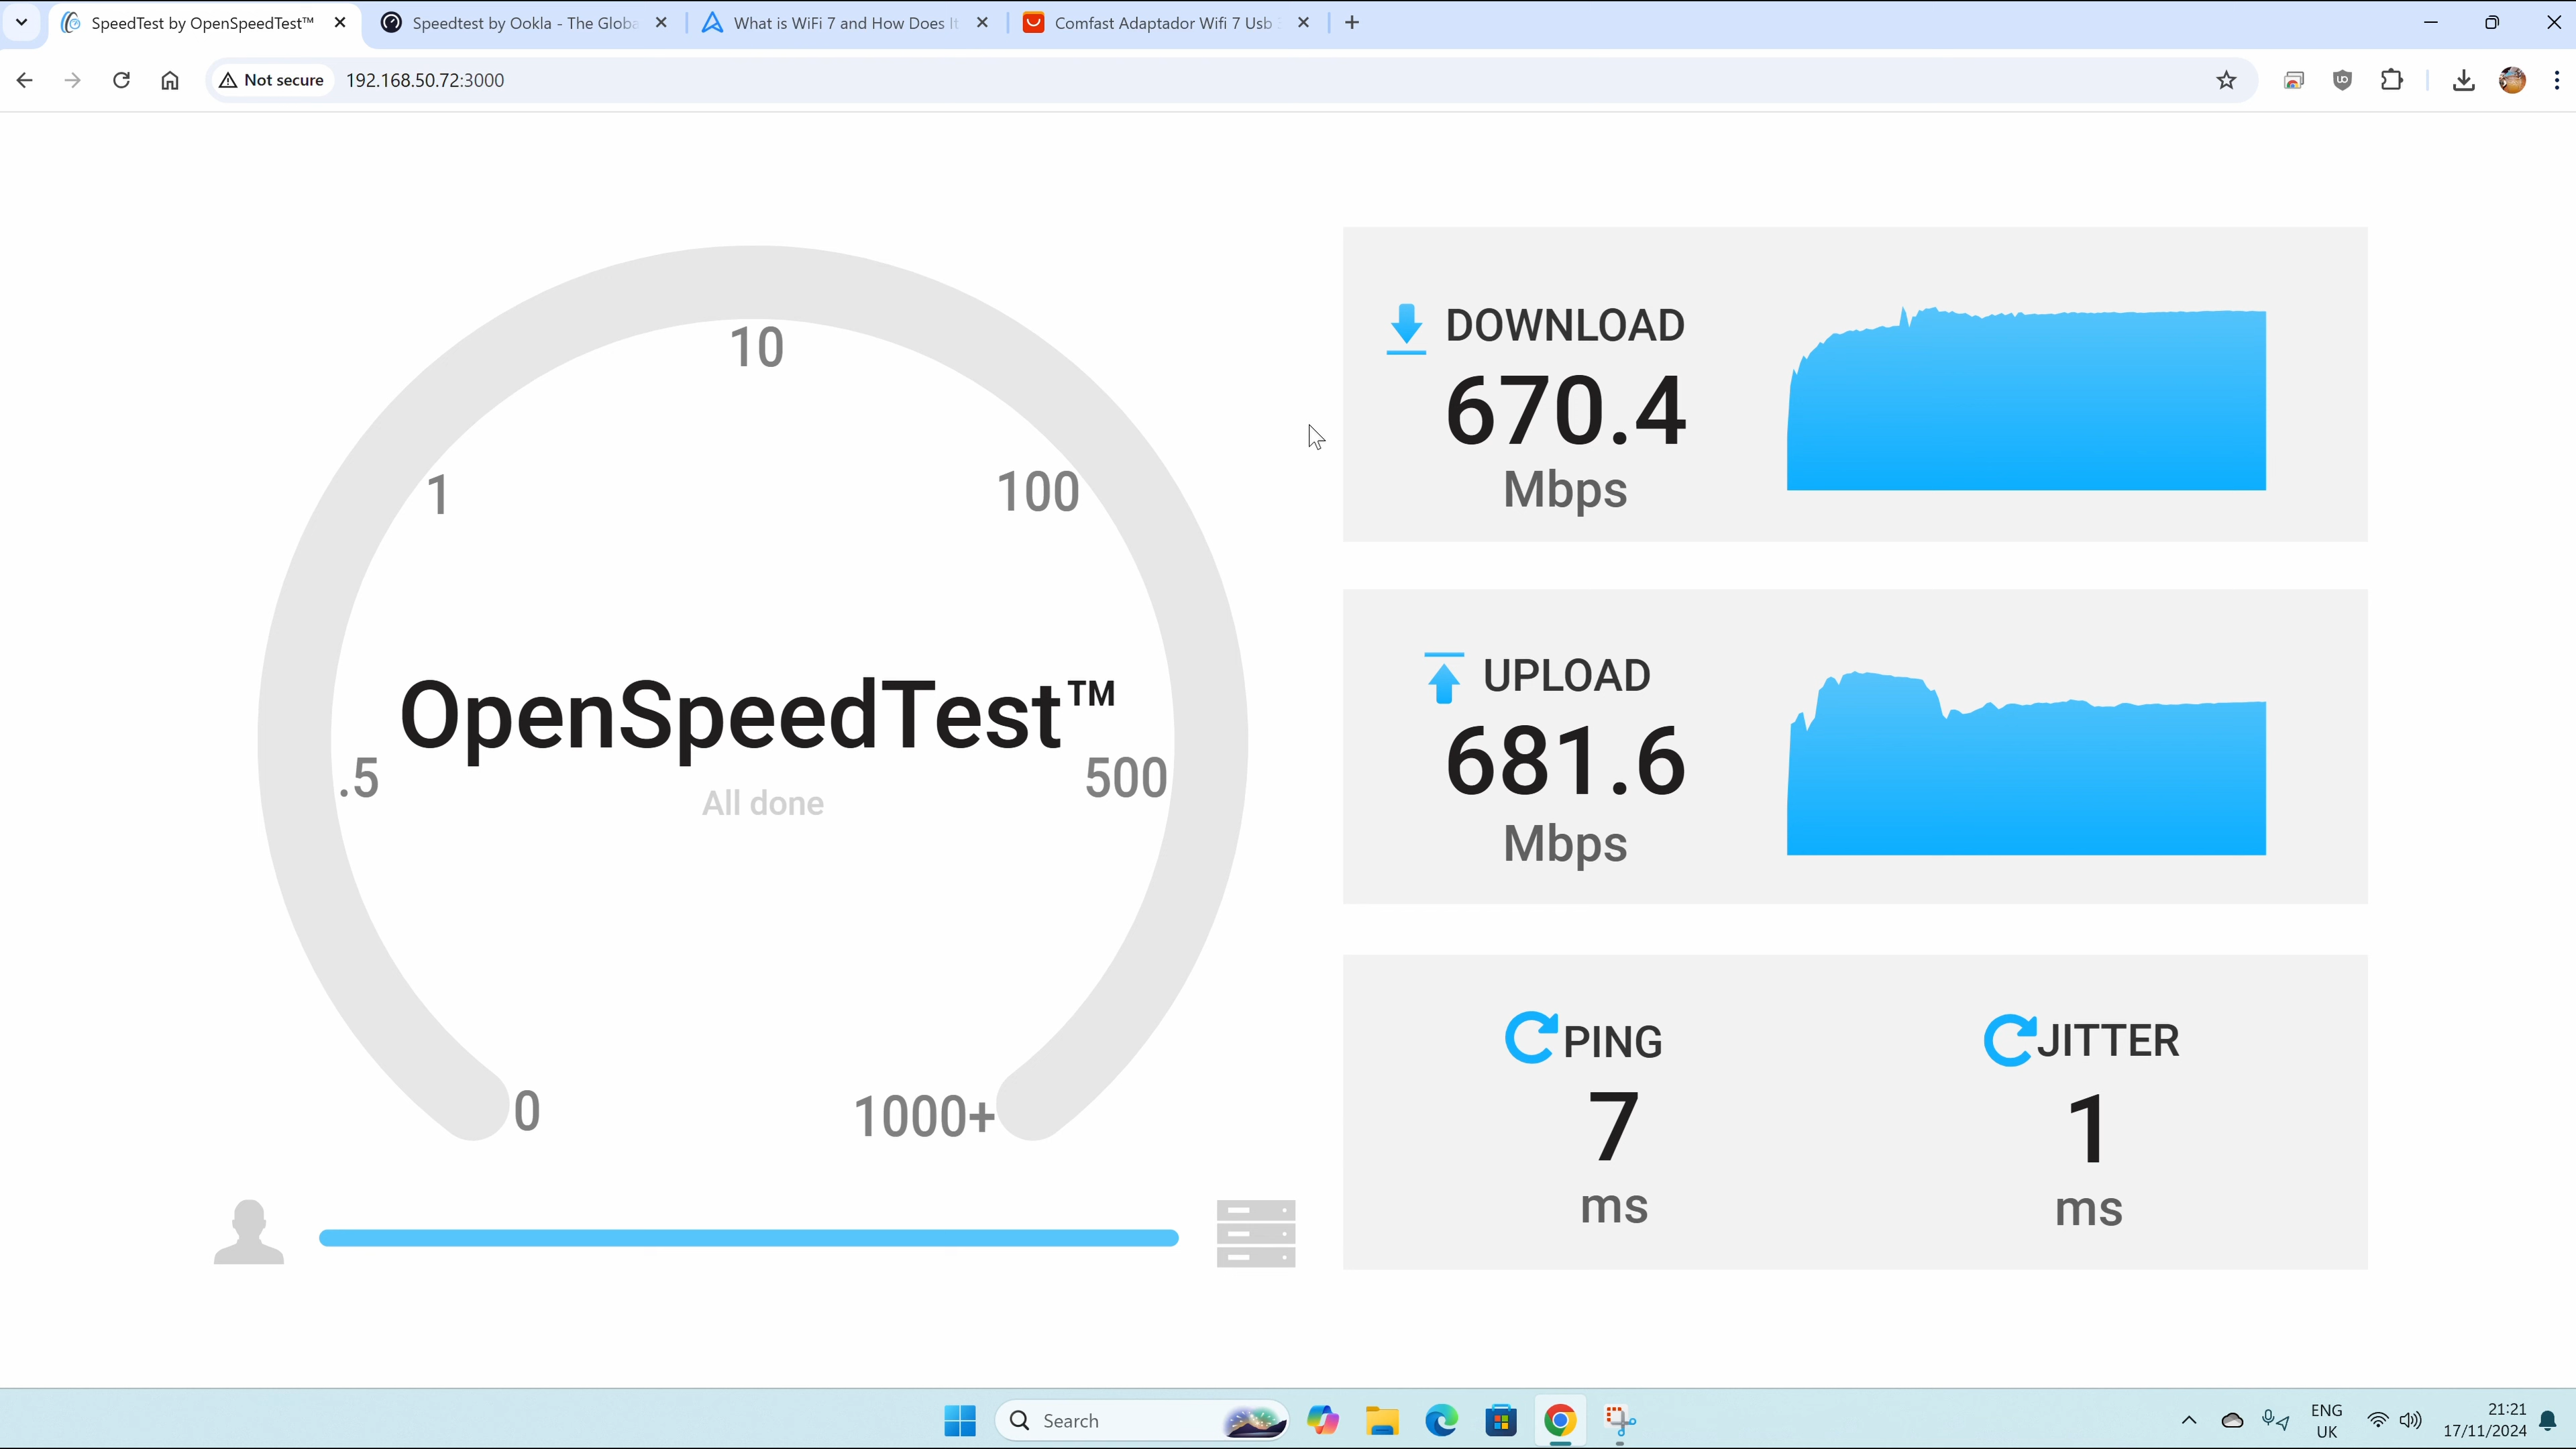 SpeedTest by OpenSpeedTest™
Speedtest by Ookla - The Globa
What is WiFi 7 and How Does It
Comfast Adaptador Wifi 7 Usb
Not secure
192.168.50.72:3000
10
1
100
.5
500
0
1000+
OpenSpeedTest™
All done
DOWNLOAD
670.4
Mbps
UPLOAD
681.6
Mbps
PING
7
ms
JITTER
1
ms
Search
ENG
UK
21:21
17/11/2024